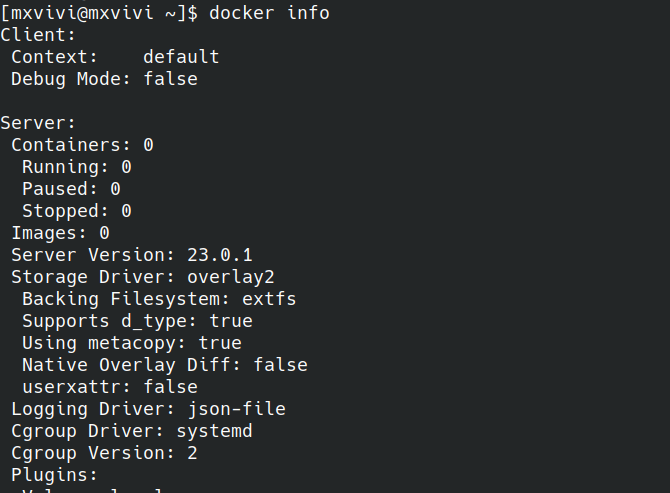 [mxvivi@mxvivi ~]$ docker info
Client:
 Context:    default
 Debug Mode: false

Server:
 Containers: 0
  Running: 0
  Paused: 0
  Stopped: 0
 Images: 0
 Server Version: 23.0.1
 Storage Driver: overlay2
  Backing Filesystem: extfs
  Supports d_type: true
  Using metacopy: true
  Native Overlay Diff: false
  userxattr: false
 Logging Driver: json-file
 Cgroup Driver: systemd
 Cgroup Version: 2
 Plugins: